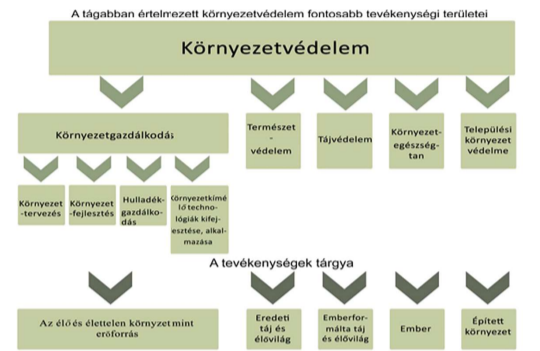 A tágabban értelmezett környezetvédelem fontosabb tevékenységi területei
Környezetvédelem
Környezetgazdálkodás
Természet
-
védelem
Tájvédelem
Környezet-
egészség-
tan
Települési
környezet
védelme
Környezet
-tervezés
Környezet
-fejlesztés
Hulladék-
gazdálko-
dás
Környezetkímé
lő techno-
lógiák kifej-
esztése, alkal-
mazása
A tevékenységek tárgya
Az élő és élettelen környzet mint
erőforrás
Eredeti
táj és
élővilág
Emberfor-
málta táj
és élővilág
Ember
Épített
környezet